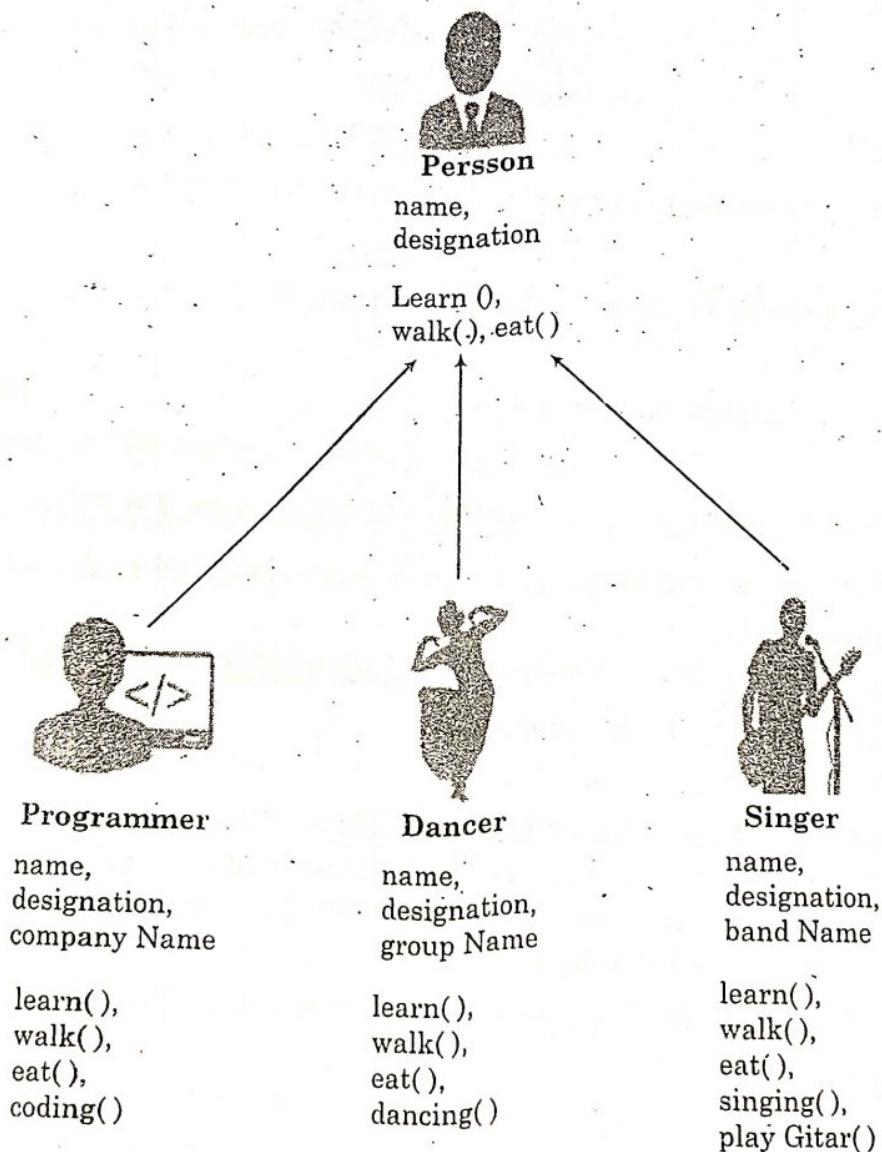 Persson
name,
designation
Learn (),
walk(), eat()
</>
Programmer
name,
designation,
company Name
learn( ),
walk( ),
eat( ),
coding( )
Dancer
name,
designation,
group Name
learn( ),
walk( ),
eat( ),
dancing( )
Singer
name,
designation,
band Name
learn( ),
walk( ),
eat( ),
singing( ),
play Gitar( )